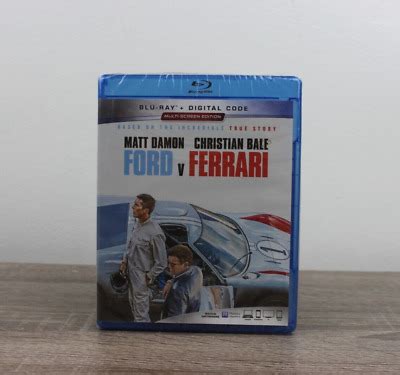 BLU-RAY + DIGITAL CODE
MULTI SCREEN EDITION
BASED ON THE INCREDIBLE TRUE STORY
MATT DAMON CHRISTIAN BALE
FORD v FERRARI